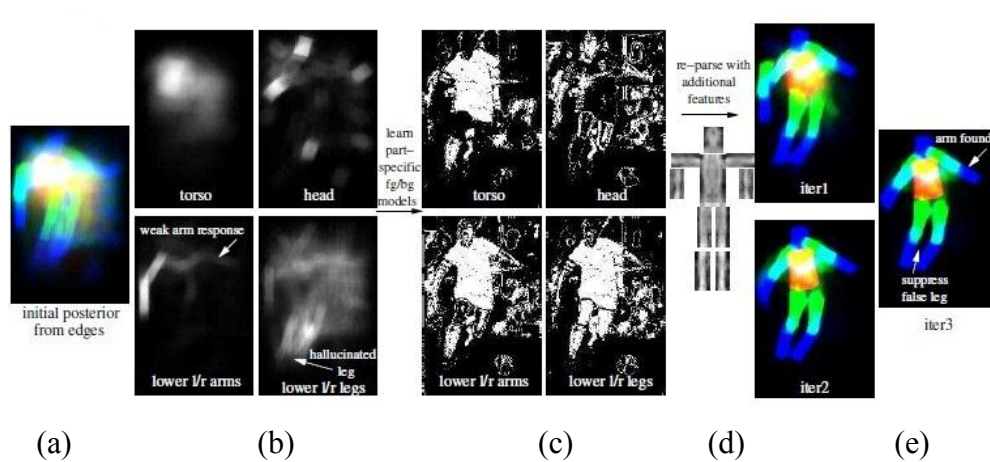 initial posterior
from edges
torso
head
weak arm response
lower l/r arms
hallucinated
leg
lower l/r legs
learn
part-
specific
fg/bg
models
torso
head
lower l/r arms
lower l/r legs
re-parse with
additional
features
iter1
iter2
arm found
suppress
false leg
iter3
(a)
(b)
(c)
(d)
(e)